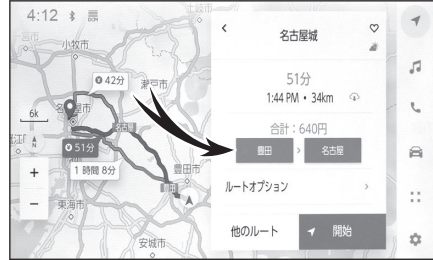 4:12
DCM
小牧市
42分
瀬戸市
6k
51分
1 時間 8分
豊田市
東海市
安城市
+
−
名古屋城
51分
1:44 PM • 34km
合計：640円
豊田 > 名古屋
ルートオプション >
他のルート
開始